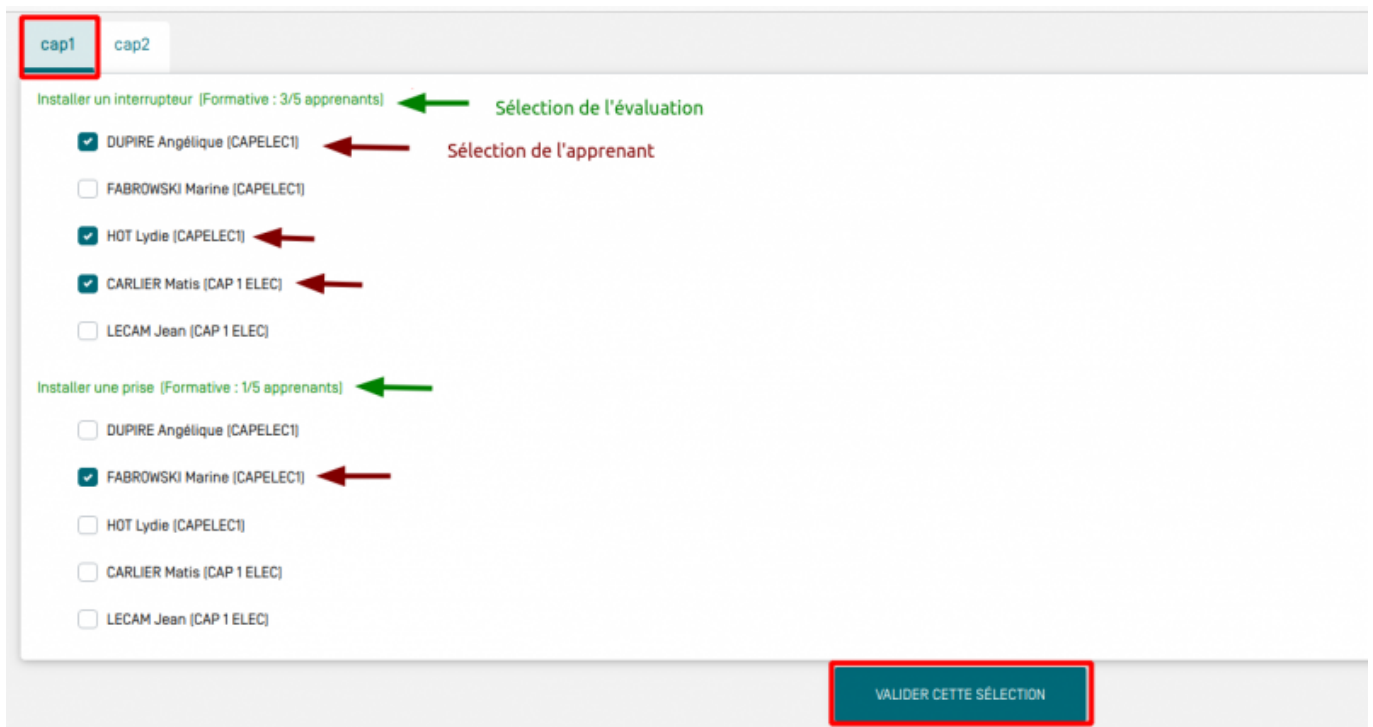 cap1 cap2
Installer un interrupteur (Formative : 3/5 apprenants) Sélection de l'évaluation
DUPIRE Angélique (CAPELEC1) Sélection de l'apprenant
FABROWSKI Marine (CAPELEC1)
HOT Lydie (CAPELEC1)
CARLIER Matis (CAP 1 ELEC)
LECAM Jean (CAP 1 ELEC)
Installer une prise (Formative : 1/5 apprenants)
DUPIRE Angélique (CAPELEC1)
FABROWSKI Marine (CAPELEC1)
HOT Lydie (CAPELEC1)
CARLIER Matis (CAP 1 ELEC)
LECAM Jean (CAP 1 ELEC)
VALIDER CETTE SÉLECTION